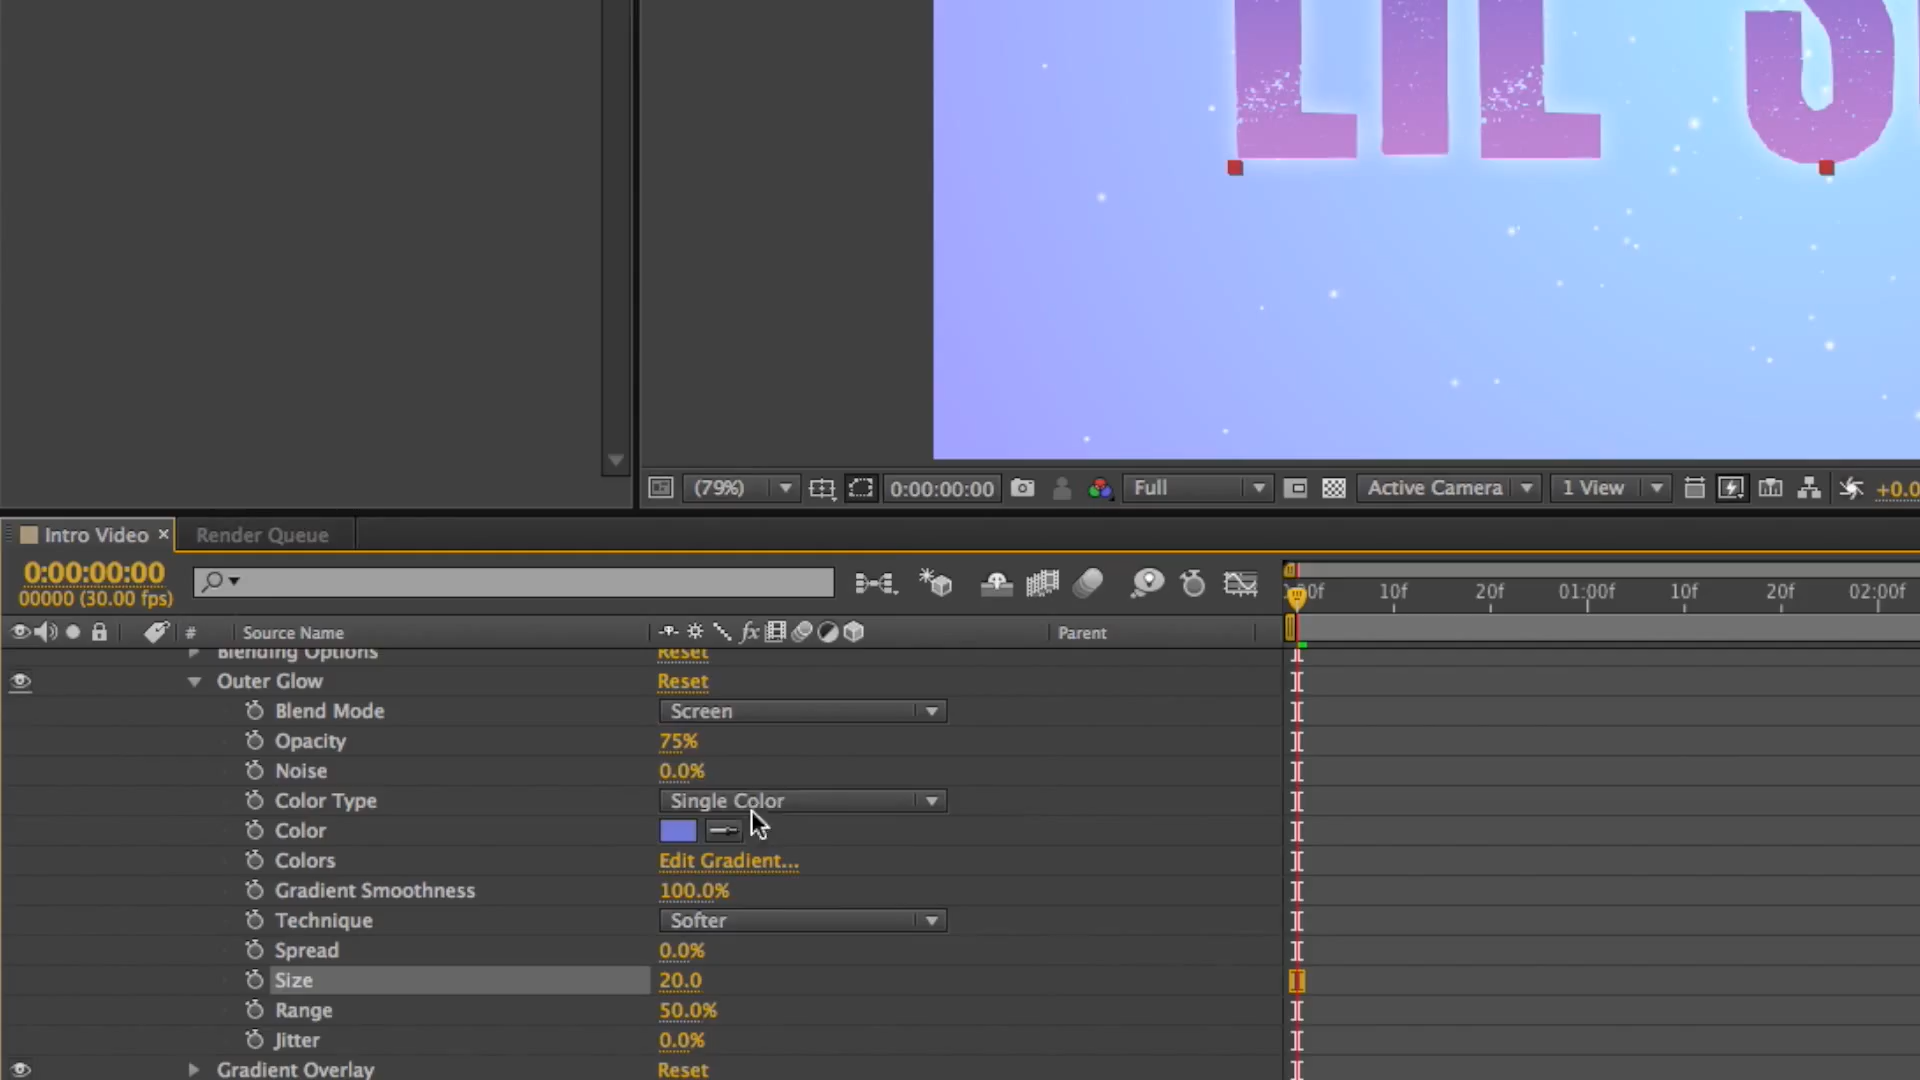 LIL S
(79%) 0:00:00:00 Full Active Camera 1 View +0.0
Intro Video × Render Queue
0:00:00:00
00000 (30.00 fps)
:00f 10f 20f 01:00f 10f 20f 02:00f
# Source Name fx Parent
Blending Options Reset
Outer Glow Reset
Blend Mode Screen
Opacity 75%
Noise 0.0%
Color Type Single Color
Color
Colors Edit Gradient...
Gradient Smoothness 100.0%
Technique Softer
Spread 0.0%
Size 20.0
Range 50.0%
Jitter 0.0%
Gradient Overlay Reset